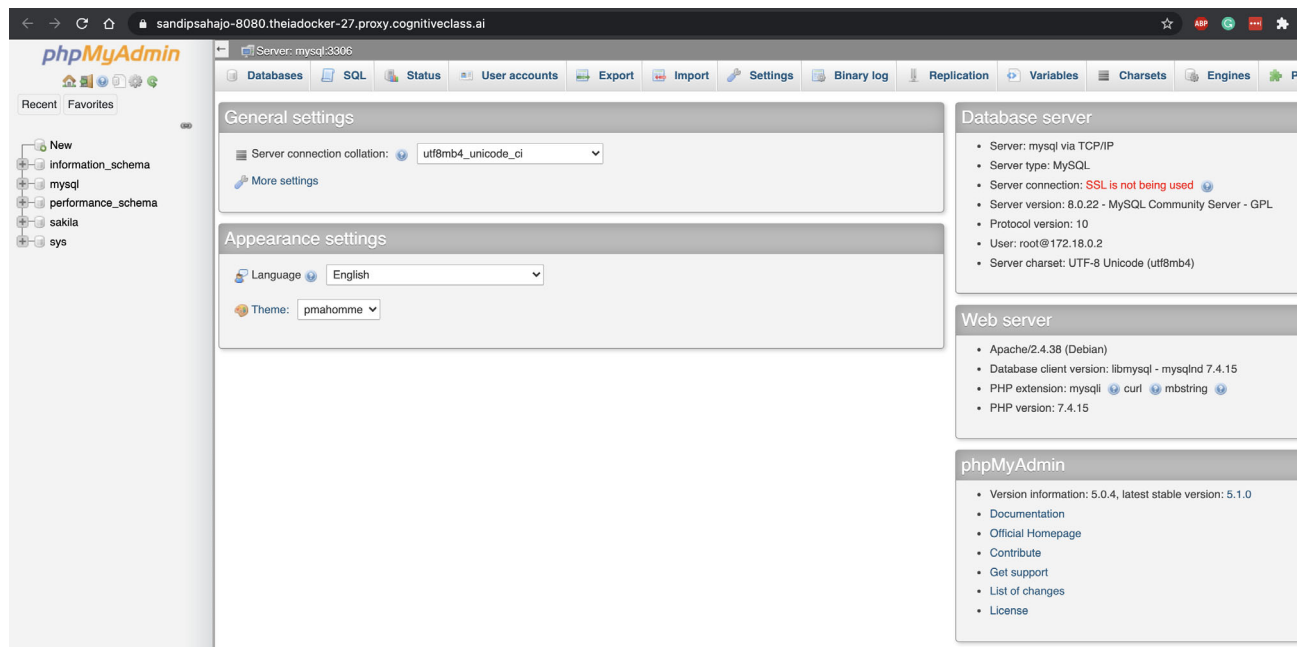 sandipsahajo-8080.theiadocker-27.proxy.cognitiveclass.ai
ABP
phpMyAdmin
Recent Favorites
New
information_schema
mysql
performance_schema
sakila
sys
Server: mysql:3306
Databases SQL Status User accounts Export Import Settings Binary log Replication Variables Charsets Engines P
General settings
Server connection collation: utf8mb4_unicode_ci
More settings
Appearance settings
Language English
Theme: pmahomme
Database server
Server: mysql via TCP/IP
Server type: MySQL
Server connection: SSL is not being used
Server version: 8.0.22 - MySQL Community Server - GPL
Protocol version: 10
User: root@172.18.0.2
Server charset: UTF-8 Unicode (utf8mb4)
Web server
Apache/2.4.38 (Debian)
Database client version: libmysql - mysqlnd 7.4.15
PHP extension: mysqli curl mbstring
PHP version: 7.4.15
phpMyAdmin
Version information: 5.0.4, latest stable version: 5.1.0
Documentation
Official Homepage
Contribute
Get support
List of changes
License